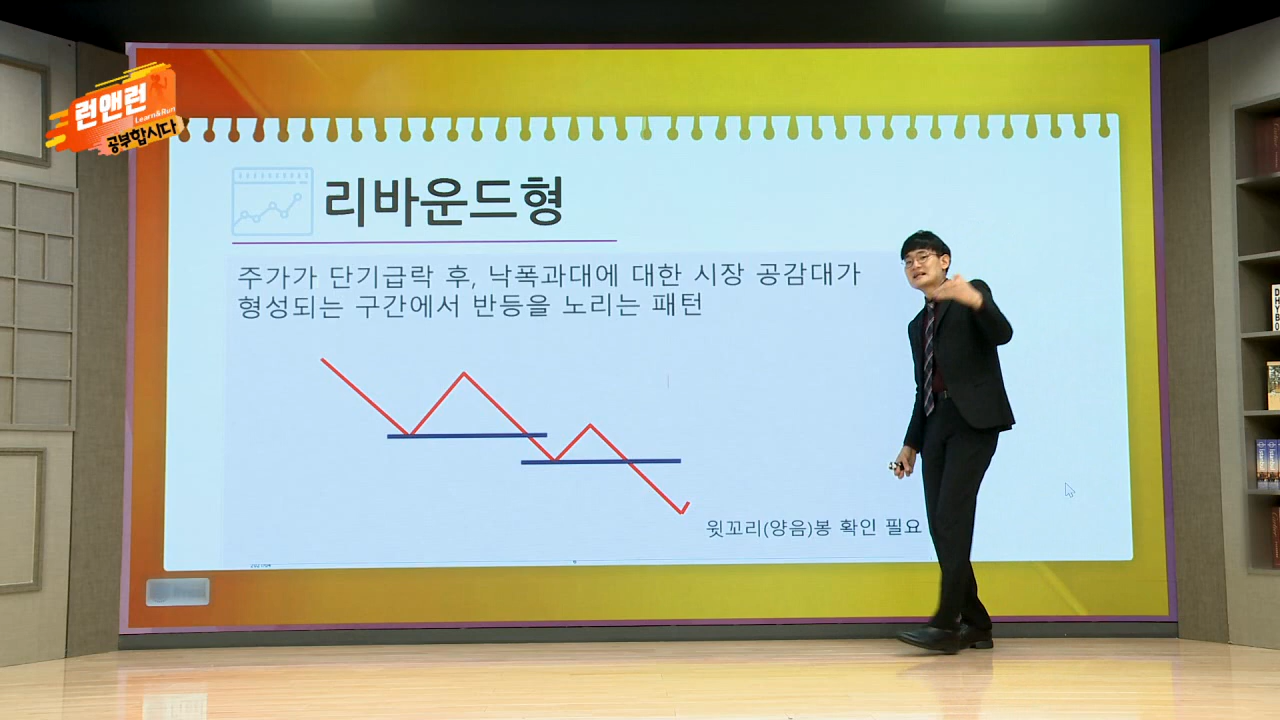 런앤런
Learn&Run
공부합시다
리바운드형
주가가 단기급락 후, 낙폭과대에 대한 시장 공감대가
형성되는 구간에서 반등을 노리는 패턴
윗꼬리(양음)봉 확인 필요